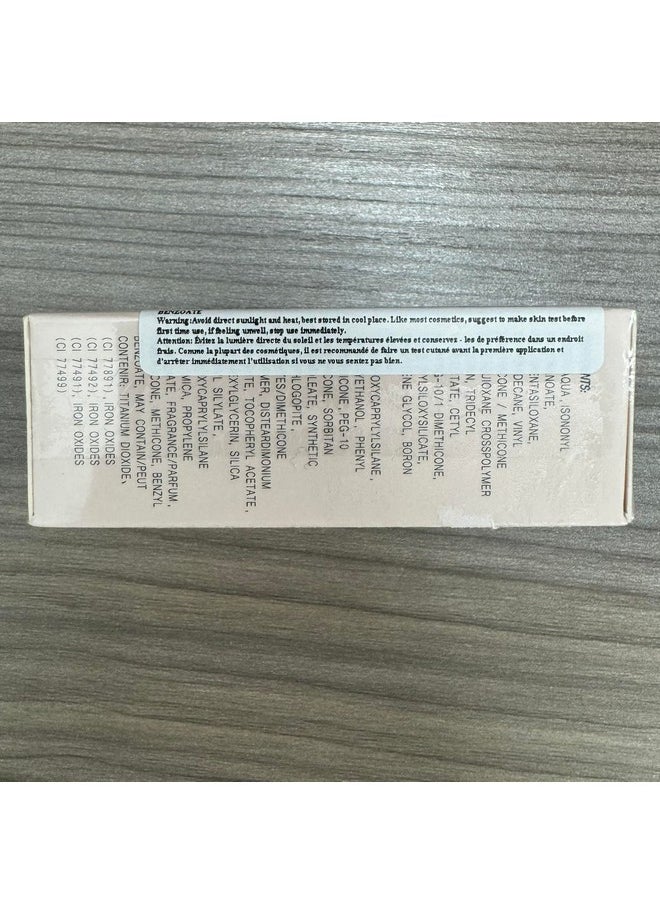 BENZOATE
Warning:Avoid direct sunlight and heat, best stored in cool place. Like most cosmetics, suggest to make skin test before
first time use, if feeling unwell, stop use immediately.
Attention: Évitez la lumière directe du soleil et les températures élevées et conservez - les de préférence dans un endroit
frais. Comme la plupart des cosmétiques, il est recommandé de faire un test cutané avant la première application et
d'arrêter immédiatement l'utilisation si vous ne vous sentez pas bien.
NTS:
AQUA, ISONONYL
NOATE,
ENTASILOXANE,
DECANE, VINYL
CONE / METHICONE
QUIOXANE CROSSPOLYMER
N, TRIDECYL
TATE, CETYL
G-10/1 DIMETHICONE,
YLSILOXYSILICATE,
ENE GLYCOL, BORON
OXYCAPRYLYLSILANE,
YETHANOL, PHENYL
ICONE, PEG-10
CONE, SORBITAN
LEATE, SYNTHETIC
LOGOPITE,
ES/DIMETHICONE
MER, DISTEARDIMONIUM
TE, TOCOPHERYL ACETATE,
XYLGLYCERIN, SILICA
L SILYLATE,
XYCAPRYLYLSILANE
MICA, PROPYLENE
ATE, FRAGRANCE/PARFUM,
CONE, METHICONE, BENZYL
BENZOATE, MAY CONTAIN/PEUT
CONTENIR: TITANIUM DIOXIDE,
(CI 77891), IRON OXIDES
(CI 77492), IRON OXIDES
(CI 77491), IRON OXIDES
(CI 77499)